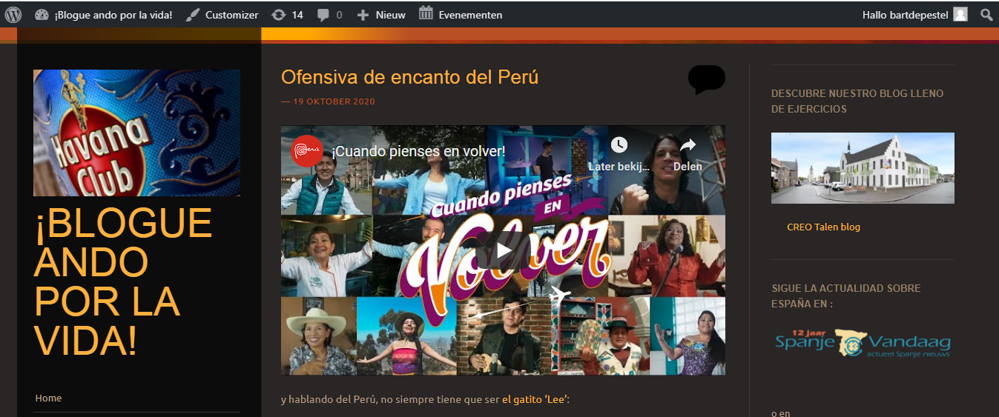 ¡Blogue ando por la vida!
Customizer
14
0
Nieuw
Evenementen
Hallo bartdepestel
Havana
Club
¡BLOGUE
ANDO
POR LA
VIDA!
Home
Ofensiva de encanto del Perú
— 19 OKTOBER 2020
Perú
¡Cuando pienses en volver!
Later bekij...
Delen
Cuando pienses
EN
Volver
y hablando del Perú, no siempre tiene que ser el gatito ‘Lee’:
DESCUBRE NUESTRO BLOG LLENO
DE EJERCICIOS
CREO Talen blog
SIGUE LA ACTUALIDAD SOBRE
ESPAÑA EN :
12 jaar
Spanje Vandaag
actueel Spanje nieuws
o en